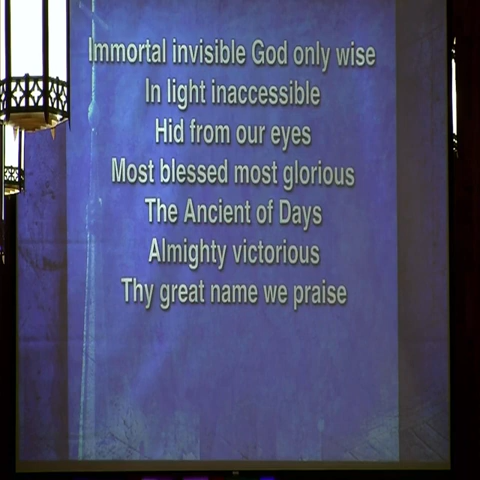 Immortal invisible God only wise
In light inaccessible
Hid from our eyes
Most blessed most glorious
The Ancient of Days
Almighty victorious
Thy great name we praise